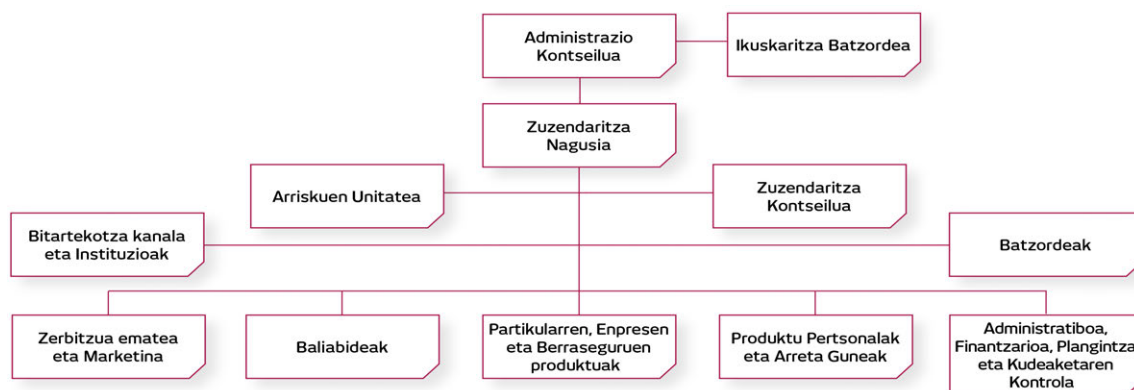 Administrazio
Kontseilua
Ikuskaritza Batzordea
Zuzendaritza
Nagusia
Arriskuen Unitatea
Zuzendaritza
Kontseilua
Bitartekotza kanala
eta Instituzioak
Batzordeak
Zerbitzua ematea
eta Marketina
Baliabideak
Partikularren, Enpresen
eta Berraseguruen
produktuak
Produktu Pertsonalak
eta Arreta Guneak
Administratiboa,
Finantzarioa, Plangintza
eta Kudeaketaren
Kontrola